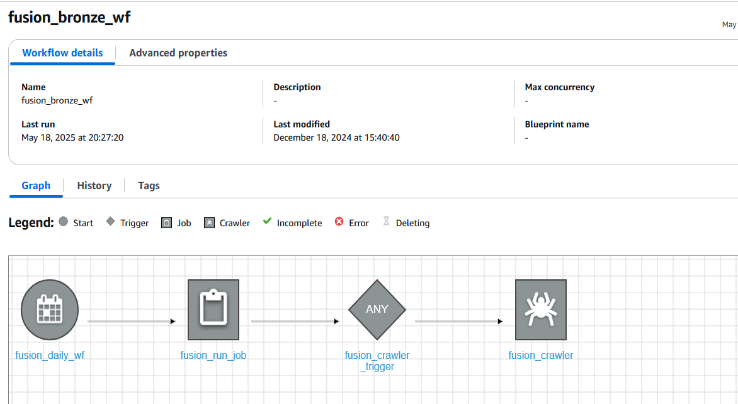 fusion_bronze_wf
May
Workflow details
Advanced properties
Name
Description
Max concurrency
fusion_bronze_wf
-
-
Last run
Last modified
Blueprint name
May 18, 2025 at 20:27:20
December 18, 2024 at 15:40:40
-
Graph
History
Tags
Legend: Start Trigger Job Crawler Incomplete Error Deleting
ANY
fusion_daily_wf
fusion_run_job
fusion_crawler
_trigger
fusion_crawler